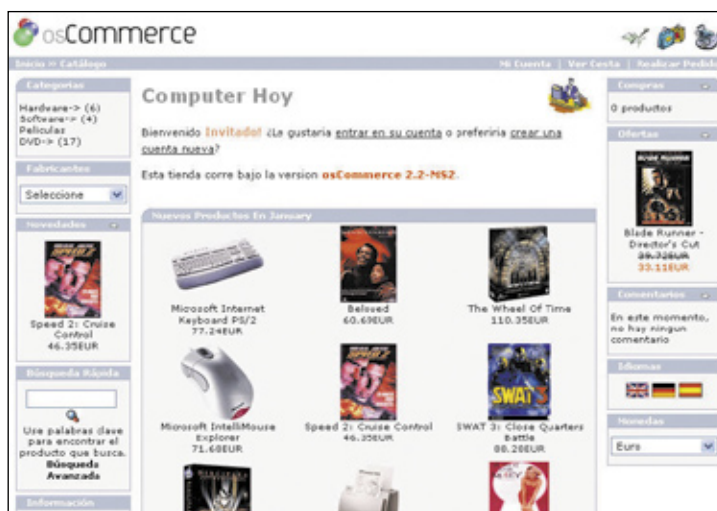 osCommerce
Inicio » Catálogo
Mi Cuenta | Ver Cesta | Realizar Pedido
Categorías
Hardware-> (6)
Software-> (4)
Peliculas
DVD-> (17)
Fabricantes
Seleccione
Novedades
Speed 2: Cruise
Control
46.35EUR
Búsqueda Rápida
Use palabras clave
para encontrar el
producto que busca.
Búsqueda
Avanzada
Información
Computer Hoy
Bienvenido Invitado! ¿Le gustaria entrar en su cuenta o preferiria crear una
cuenta nueva?
Esta tienda corre bajo la version osCommerce 2.2-MS2.
Nuevos Productos En January
Microsoft Internet
Keyboard PS/2
77.24EUR
Beloved
60.69EUR
The Wheel Of Time
110.35EUR
Microsoft IntelliMouse
Explorer
71.68EUR
Speed 2: Cruise Control
46.35EUR
SWAT 3
SWAT 3: Close Quarters
Battle
88.28EUR
Compras
0 productos
Ofertas
BLADE RUNNER
Blade Runner -
Director's Cut
39.72EUR
33.11EUR
Comentarios
En este momento,
no hay ningun
comentario
Idiomas
Monedas
Euro